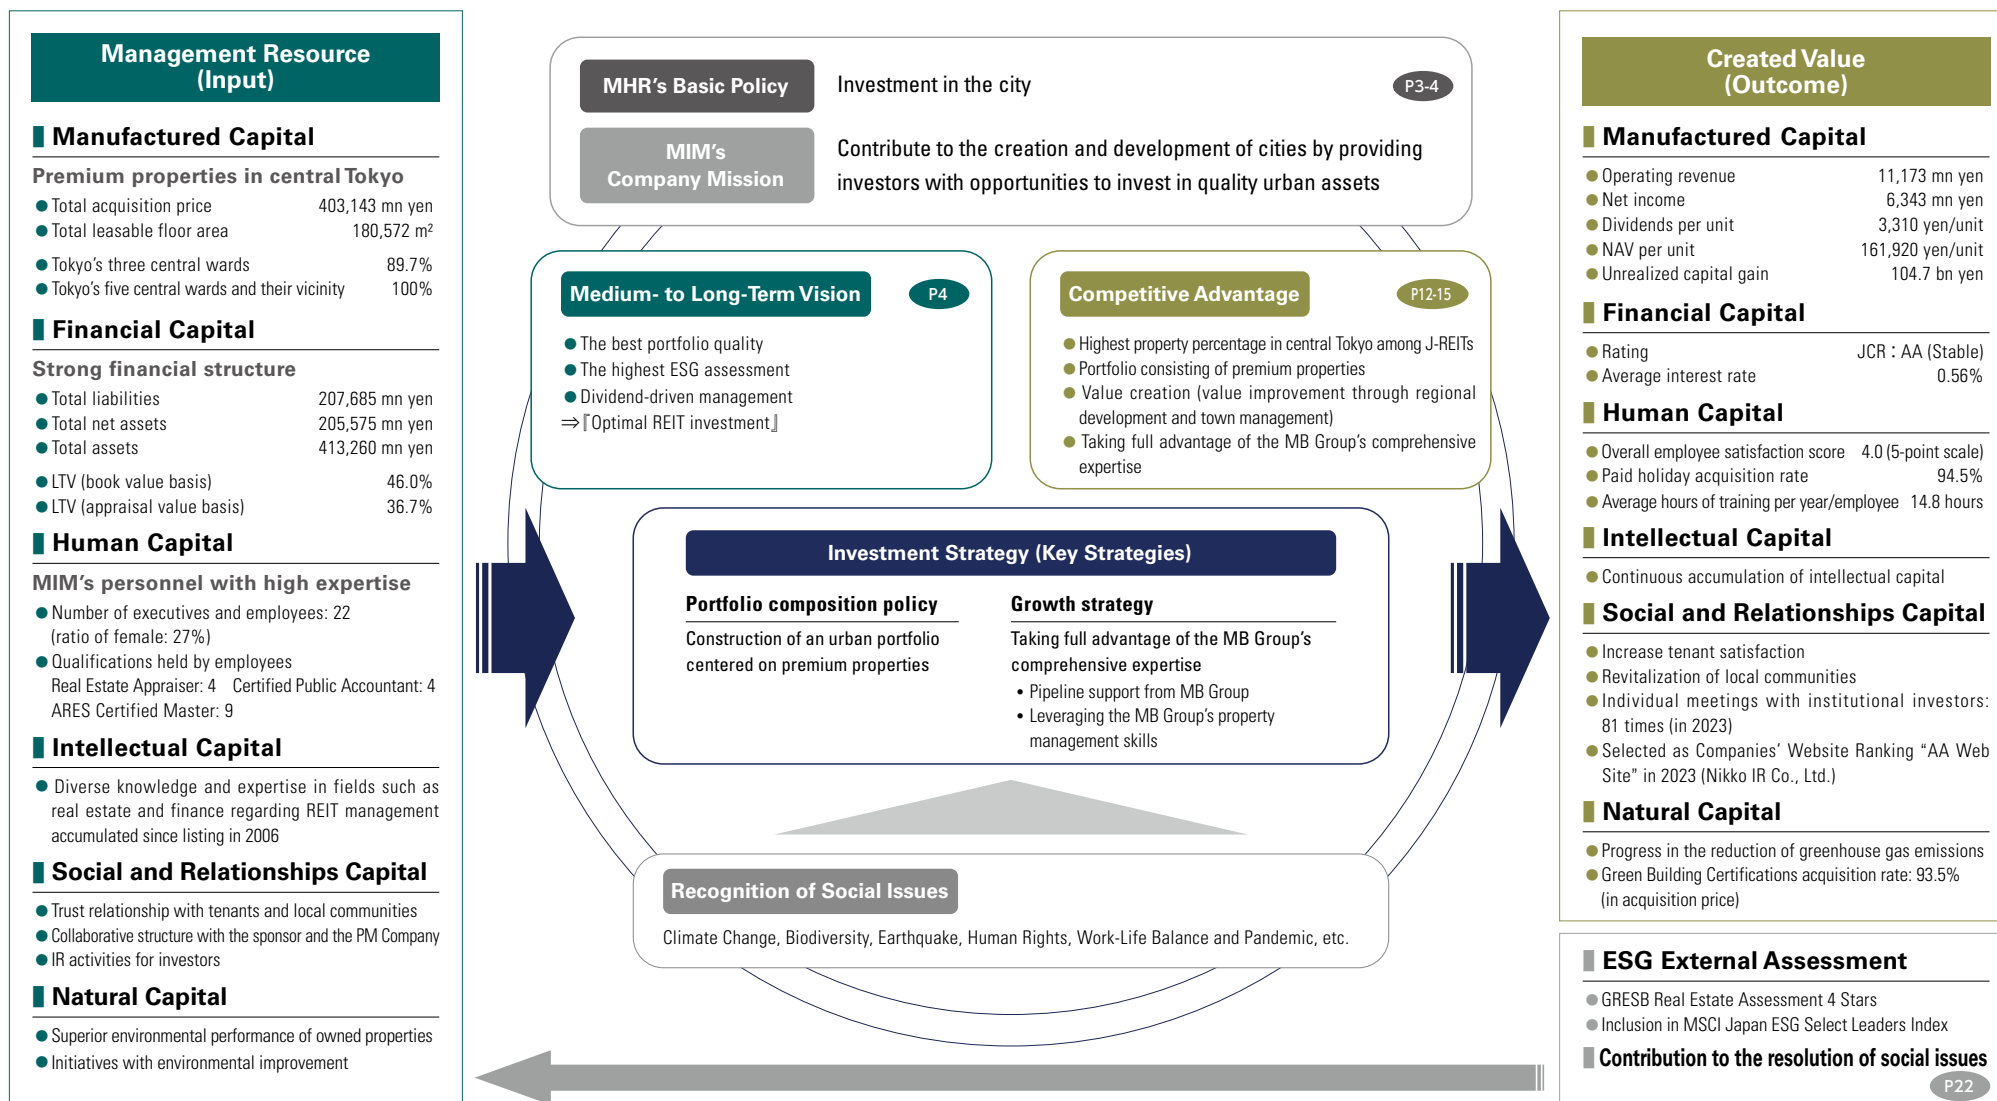 Management Resource
(Input)
Manufactured Capital
Premium properties in central Tokyo
● Total acquisition price 403,143 mn yen
● Total leasable floor area 180,572 m²
● Tokyo's three central wards 89.7%
● Tokyo's five central wards and their vicinity 100%
Financial Capital
Strong financial structure
● Total liabilities 207,685 mn yen
● Total net assets 205,575 mn yen
● Total assets 413,260 mn yen
● LTV (book value basis) 46.0%
● LTV (appraisal value basis) 36.7%
Human Capital
MIM's personnel with high expertise
● Number of executives and employees: 22
(ratio of female: 27%)
● Qualifications held by employees
Real Estate Appraiser: 4 Certified Public Accountant: 4
ARES Certified Master: 9
Intellectual Capital
● Diverse knowledge and expertise in fields such as
real estate and finance regarding REIT management
accumulated since listing in 2006
Social and Relationships Capital
● Trust relationship with tenants and local communities
● Collaborative structure with the sponsor and the PM Company
● IR activities for investors
Natural Capital
● Superior environmental performance of owned properties
● Initiatives with environmental improvement
MHR's Basic Policy Investment in the city P3-4
MIM's
Company Mission
Contribute to the creation and development of cities by providing
investors with opportunities to invest in quality urban assets
Medium- to Long-Term Vision P4
● The best portfolio quality
● The highest ESG assessment
● Dividend-driven management
⇒『Optimal REIT investment』
Competitive Advantage P12-15
● Highest property percentage in central Tokyo among J-REITs
● Portfolio consisting of premium properties
● Value creation (value improvement through regional
development and town management)
● Taking full advantage of the MB Group's comprehensive
expertise
Investment Strategy (Key Strategies)
Portfolio composition policy
Construction of an urban portfolio
centered on premium properties
Growth strategy
Taking full advantage of the MB Group's
comprehensive expertise
• Pipeline support from MB Group
• Leveraging the MB Group's property
management skills
Recognition of Social Issues
Climate Change, Biodiversity, Earthquake, Human Rights, Work-Life Balance and Pandemic, etc.
Created Value
(Outcome)
Manufactured Capital
● Operating revenue 11,173 mn yen
● Net income 6,343 mn yen
● Dividends per unit 3,310 yen/unit
● NAV per unit 161,920 yen/unit
● Unrealized capital gain 104.7 bn yen
Financial Capital
● Rating JCR：AA (Stable)
● Average interest rate 0.56%
Human Capital
● Overall employee satisfaction score 4.0 (5-point scale)
● Paid holiday acquisition rate 94.5%
● Average hours of training per year/employee 14.8 hours
Intellectual Capital
● Continuous accumulation of intellectual capital
Social and Relationships Capital
● Increase tenant satisfaction
● Revitalization of local communities
● Individual meetings with institutional investors:
81 times (in 2023)
● Selected as Companies' Website Ranking "AA Web
Site" in 2023 (Nikko IR Co., Ltd.)
Natural Capital
● Progress in the reduction of greenhouse gas emissions
● Green Building Certifications acquisition rate: 93.5%
(in acquisition price)
ESG External Assessment
● GRESB Real Estate Assessment 4 Stars
● Inclusion in MSCI Japan ESG Select Leaders Index
Contribution to the resolution of social issues
P22